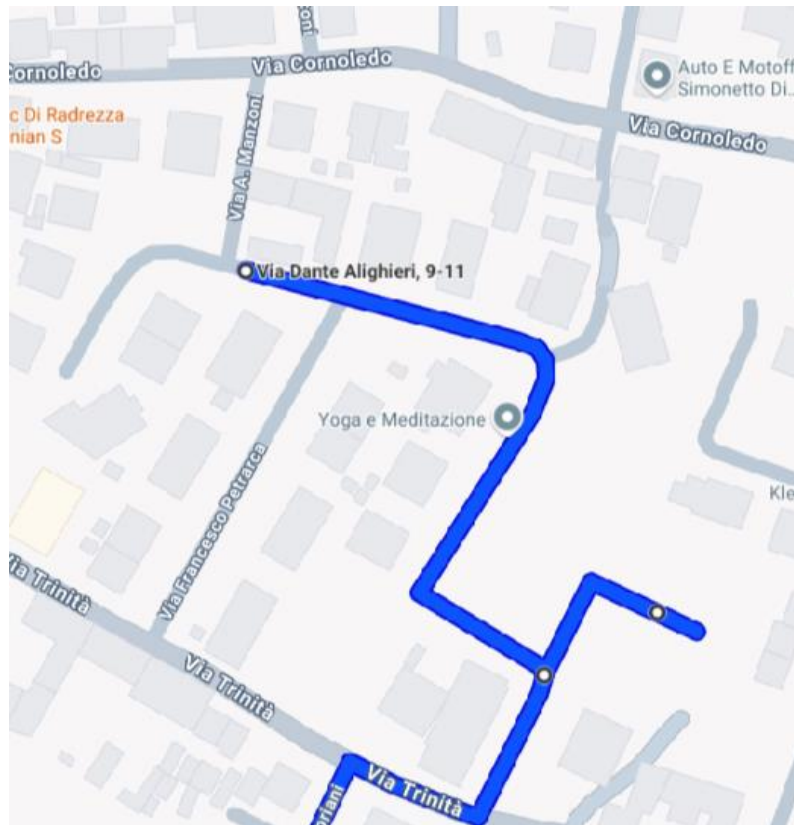 Via Cornoledo
Cornoledo
Auto E Motoff
Simonetto Di...
c Di Radrezza
nian S
Via A. Manzoni
Via Cornoledo
Via Dante Alighieri, 9-11
Yoga e Meditazione
Via Francesco Petrarca
Kle
Via Trinità
Via Trinità
Via Trinità
oriani